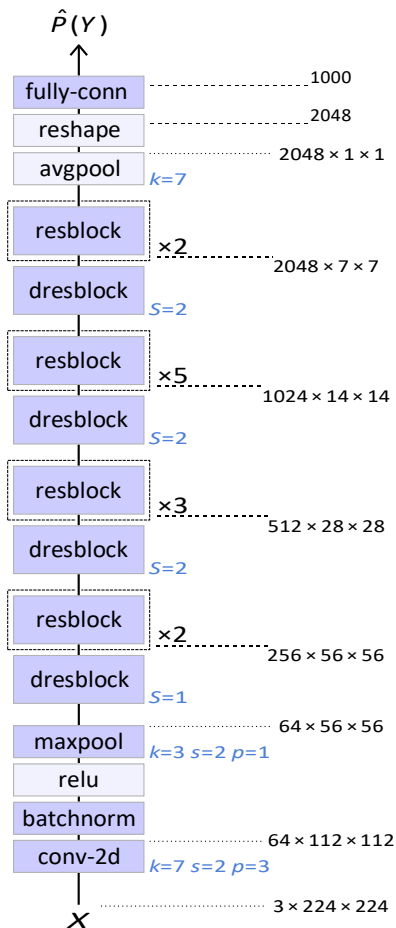 P̂(Y)
fully-conn 1000
reshape 2048
avgpool 2048 × 1 × 1
k=7
resblock ×2
2048 × 7 × 7
dresblock
S=2
resblock ×5
1024 × 14 × 14
dresblock
S=2
resblock ×3
512 × 28 × 28
dresblock
S=2
resblock ×2
256 × 56 × 56
dresblock
S=1
64 × 56 × 56
maxpool
k=3 s=2 p=1
relu
batchnorm
64 × 112 × 112
conv-2d
k=7 s=2 p=3
X 3 × 224 × 224